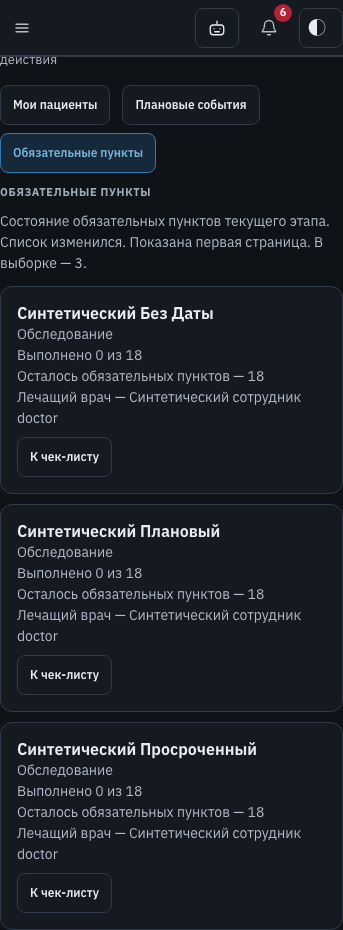 6
действия
Мои пациенты
Плановые события
Обязательные пункты
ОБЯЗАТЕЛЬНЫЕ ПУНКТЫ
Состояние обязательных пунктов текущего этапа.
Список изменился. Показана первая страница. В
выборке — 3.
Синтетический Без Даты
Обследование
Выполнено 0 из 18
Осталось обязательных пунктов — 18
Лечащий врач — Синтетический сотрудник
doctor
К чек-листу
Синтетический Плановый
Обследование
Выполнено 0 из 18
Осталось обязательных пунктов — 18
Лечащий врач — Синтетический сотрудник
doctor
К чек-листу
Синтетический Просроченный
Обследование
Выполнено 0 из 18
Осталось обязательных пунктов — 18
Лечащий врач — Синтетический сотрудник
doctor
К чек-листу